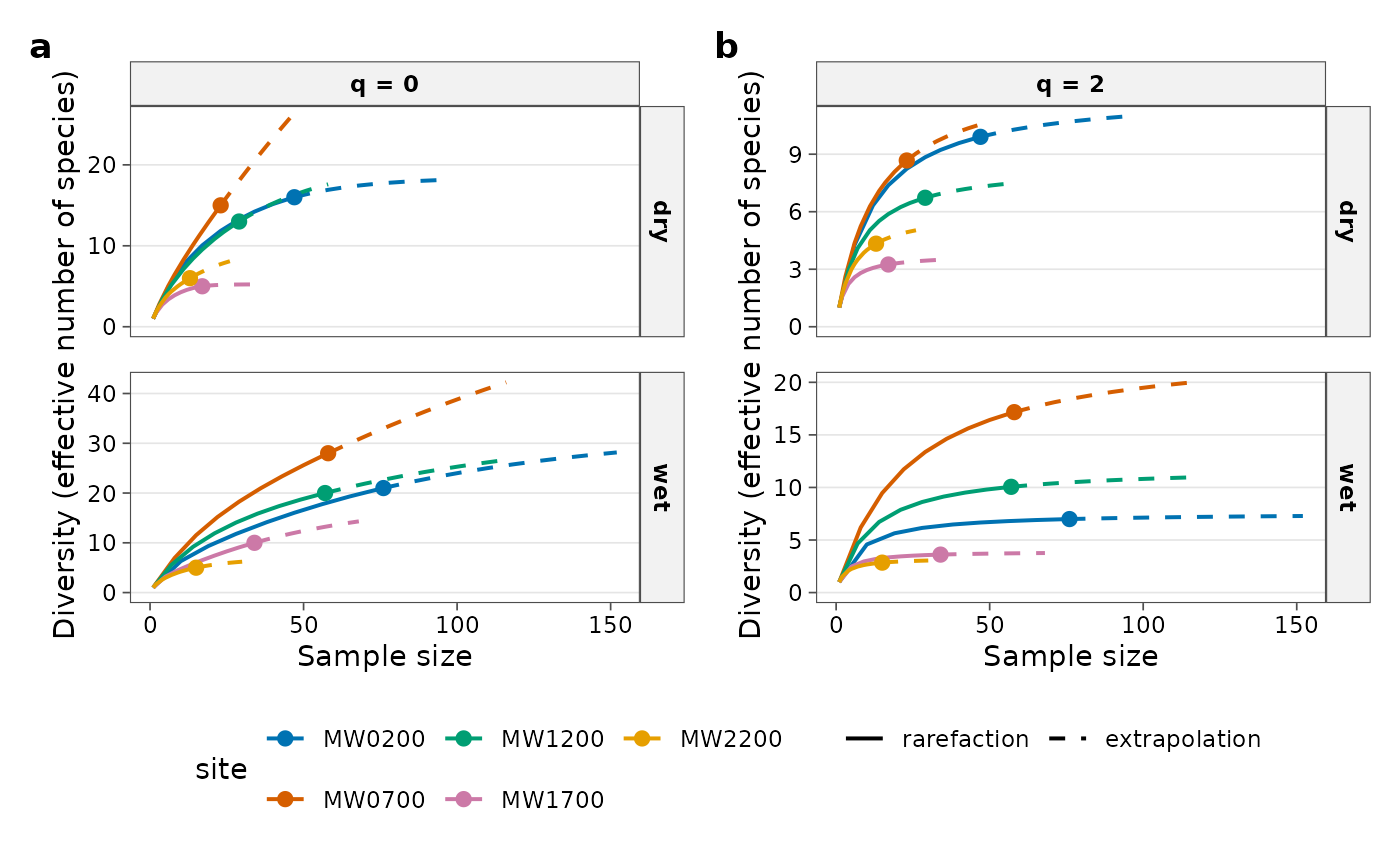 a
q = 0
Diversity (effective number of species)
20
10
0
dry
40
30
20
10
0
wet
0 50 100 150
Sample size
b
q = 2
Diversity (effective number of species)
9
6
3
0
dry
20
15
10
5
0
wet
0 50 100 150
Sample size
site
MW0200 MW1200 MW2200
MW0700 MW1700
rarefaction extrapolation